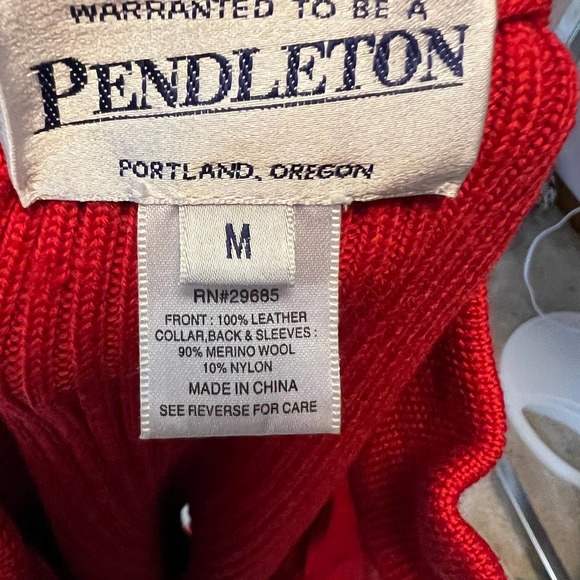 WARRANTED TO BE A
PENDLETON
PORTLAND, OREGON
M
RN#29685
FRONT : 100% LEATHER
COLLAR,BACK & SLEEVES :
90% MERINO WOOL
10% NYLON
MADE IN CHINA
SEE REVERSE FOR CARE